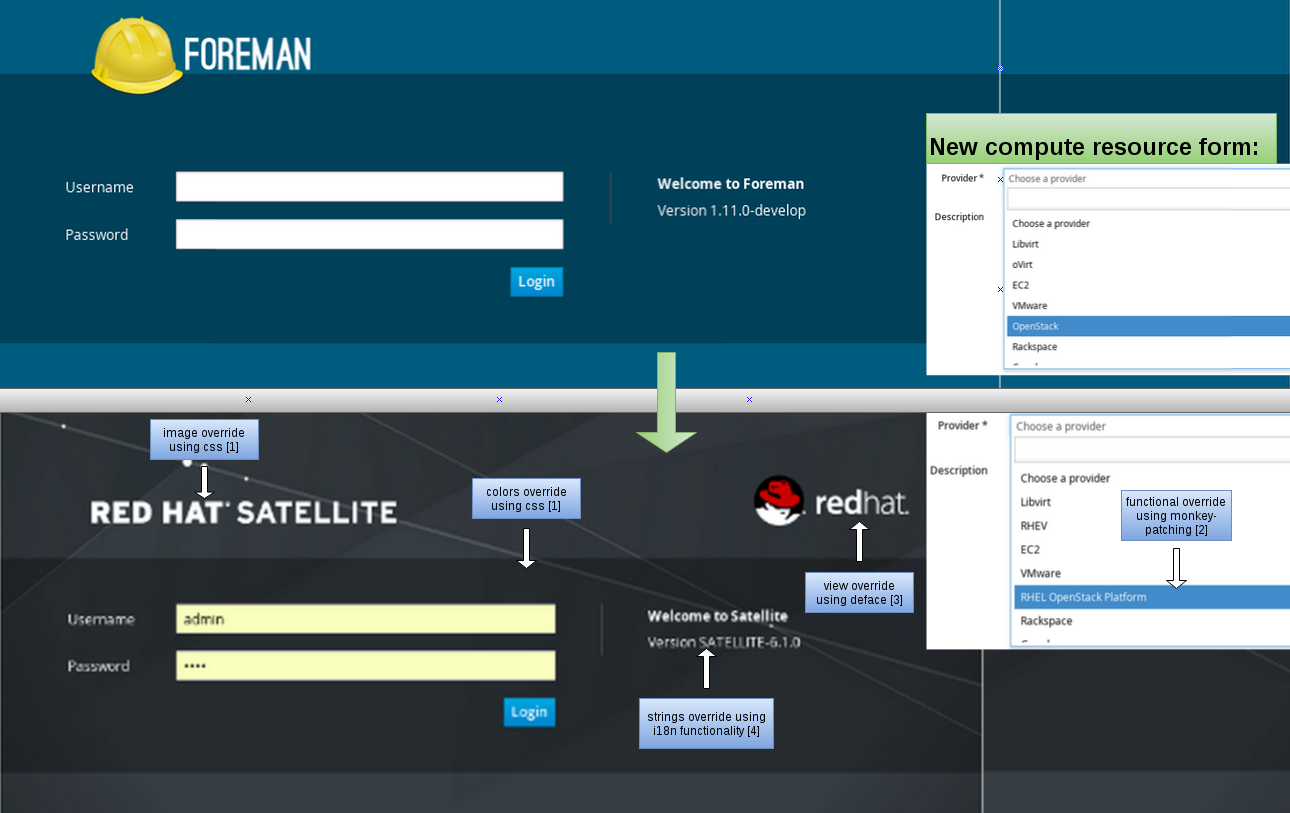 FOREMAN
Username
Password
Login
Welcome to Foreman
Version 1.11.0-develop
New compute resource form:
Provider *
Choose a provider
Description
Choose a provider
Libvirt
oVirt
EC2
VMware
OpenStack
Rackspace
image override
using css [1]
RED HAT SATELLITE
colors override
using css [1]
redhat.
view override
using deface [3]
Username
admin
Password
••••
Login
Welcome to Satellite
Version SATELLITE-6.1.0
strings override using
i18n functionality [4]
Provider *
Choose a provider
Description
Choose a provider
Libvirt
RHEV
EC2
VMware
RHEL OpenStack Platform
Rackspace
functional override
using monkey-
patching [2]